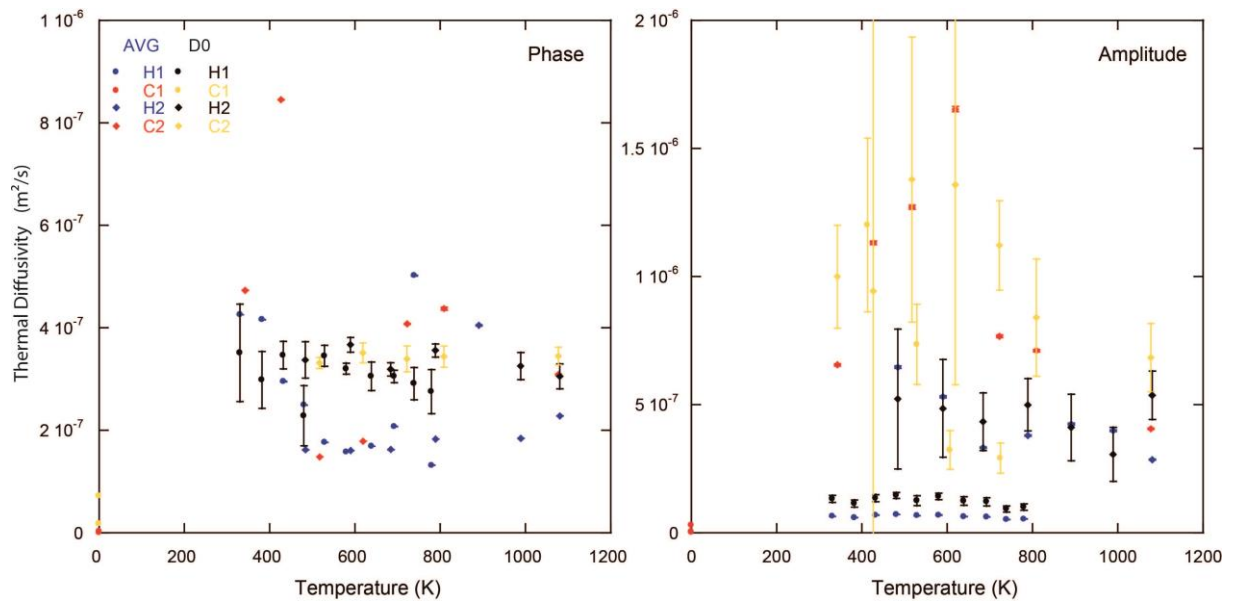 1 10-6
AVG D0
H1 H1
C1 C1
H2 H2
C2 C2
Phase
8 10-7
6 10-7
4 10-7
2 10-7
0
Thermal Diffusivity (m²/s)
0 200 400 600 800 1000 1200
Temperature (K)
2 10-6
Amplitude
1.5 10-6
1 10-6
5 10-7
0
0 200 400 600 800 1000 1200
Temperature (K)